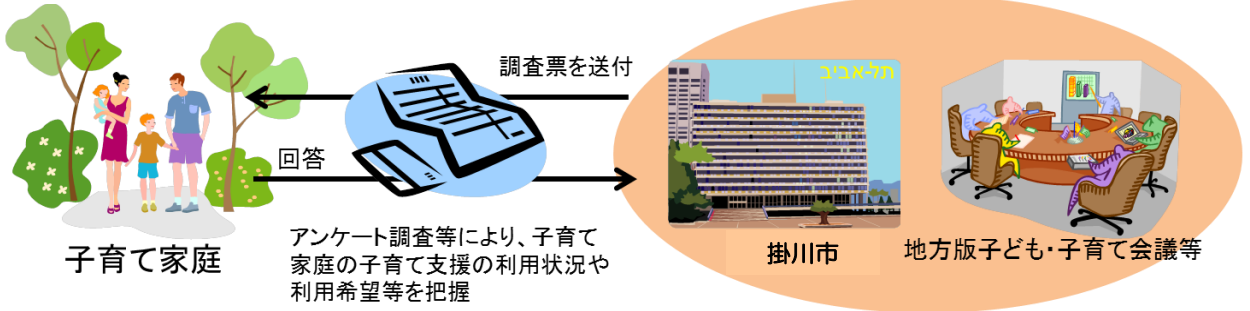 調査票を送付
תל-אביב
回答
子育て家庭
アンケート調査等により、子育て
家庭の子育て支援の利用状況や
利用希望等を把握
掛川市
地方版子ども・子育て会議等